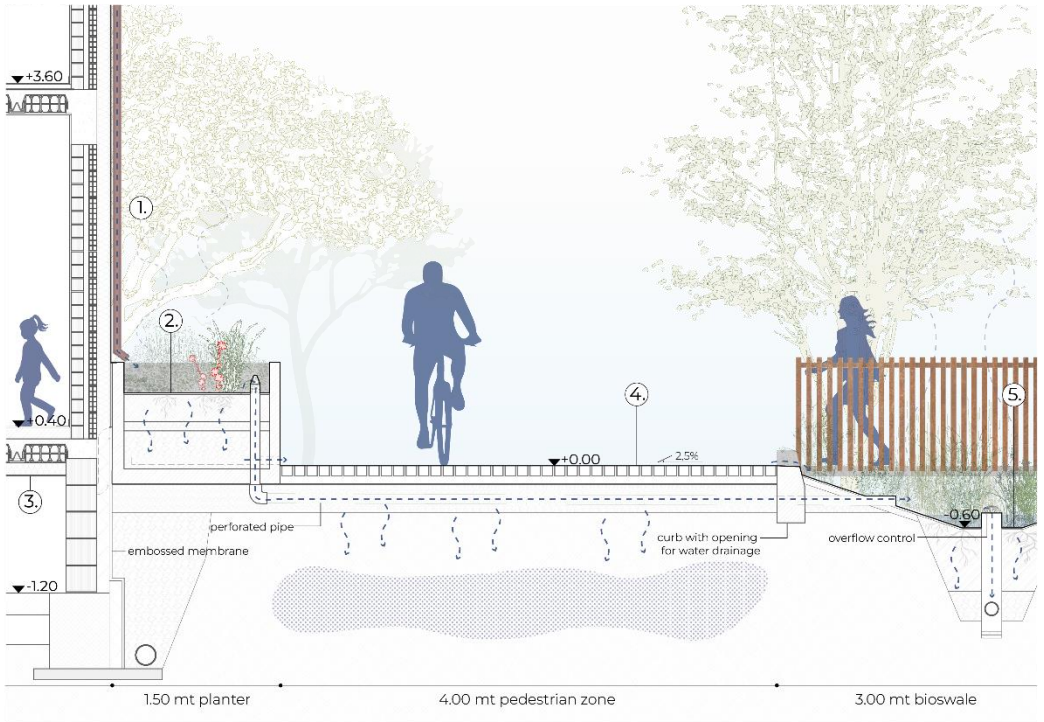 +3.60
1.
2.
+0.40
4.
5.
+0.00
2,5%
3.
-0.60
perforated pipe
curb with opening
for water drainage
overflow control
embossed membrane
-1.20
1.50 mt planter
4.00 mt pedestrian zone
3.00 mt bioswale